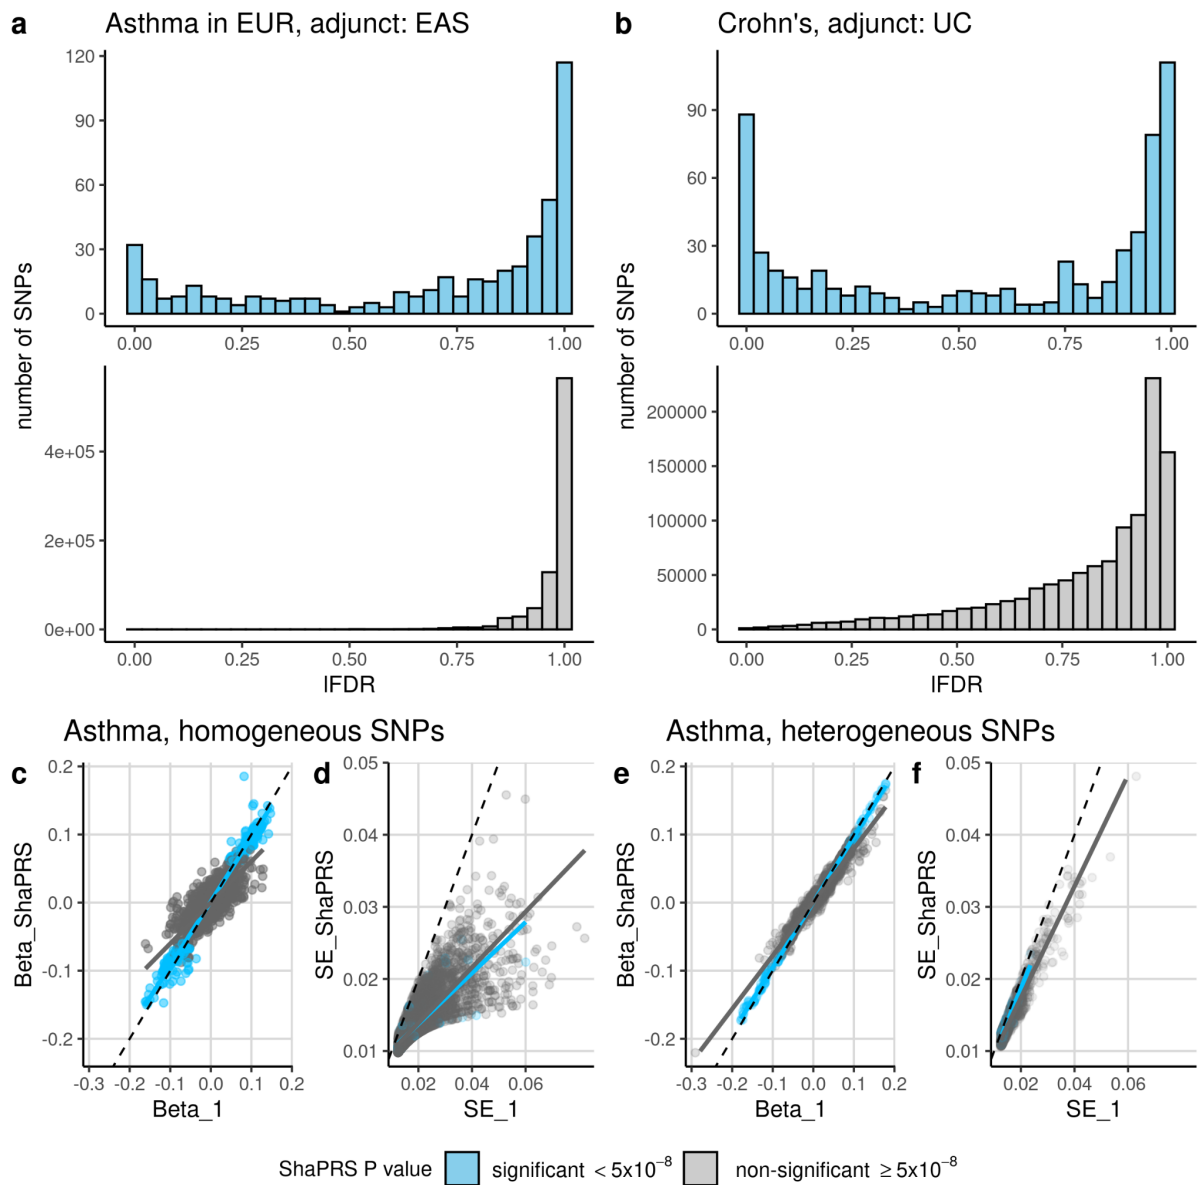 a Asthma in EUR, adjunct: EAS
b Crohn's, adjunct: UC
number of SNPs
120
90
60
30
0
0.00 0.25 0.50 0.75 1.00
4e+05
2e+05
0e+00
0.00 0.25 0.50 0.75 1.00
lFDR
number of SNPs
90
60
30
0
0.00 0.25 0.50 0.75 1.00
200000
150000
100000
50000
0
0.00 0.25 0.50 0.75 1.00
lFDR
Asthma, homogeneous SNPs
c
Beta_ShaPRS
0.2
0.1
0.0
-0.1
-0.2
-0.3 -0.2 -0.1 0.0 0.1 0.2
Beta_1
d
SE_ShaPRS
0.05
0.04
0.03
0.02
0.01
0.02 0.04 0.06
SE_1
Asthma, heterogeneous SNPs
e
Beta_ShaPRS
0.2
0.1
0.0
-0.1
-0.2
-0.3 -0.2 -0.1 0.0 0.1 0.2
Beta_1
f
SE_ShaPRS
0.05
0.04
0.03
0.02
0.01
0.02 0.04 0.06
SE_1
ShaPRS P value significant < 5x10⁻⁸ non-significant ≥ 5x10⁻⁸